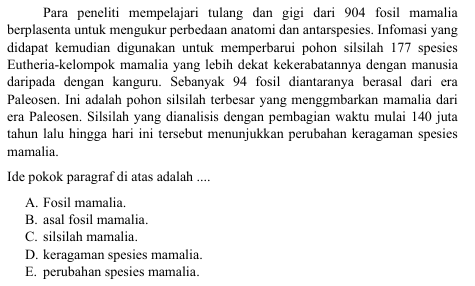 Para peneliti mempelajari tulang dan gigi dari 904 fosil mamalia
berplasenta untuk mengukur perbedaan anatomi dan antarspesies. Infomasi yang
didapat kemudian digunakan untuk memperbarui pohon silsilah 177 spesies
Eutheria-kelompok mamalia yang lebih dekat kekerabatannya dengan manusia
daripada dengan kanguru. Sebanyak 94 fosil diantaranya berasal dari era
Paleosen. Ini adalah pohon silsilah terbesar yang menggmbarkan mamalia dari
era Paleosen. Silsilah yang dianalisis dengan pembagian waktu mulai 140 juta
tahun lalu hingga hari ini tersebut menunjukkan perubahan keragaman spesies
mamalia.
Ide pokok paragraf di atas adalah ....
A. Fosil mamalia.
B. asal fosil mamalia.
C. silsilah mamalia.
D. keragaman spesies mamalia.
E. perubahan spesies mamalia.